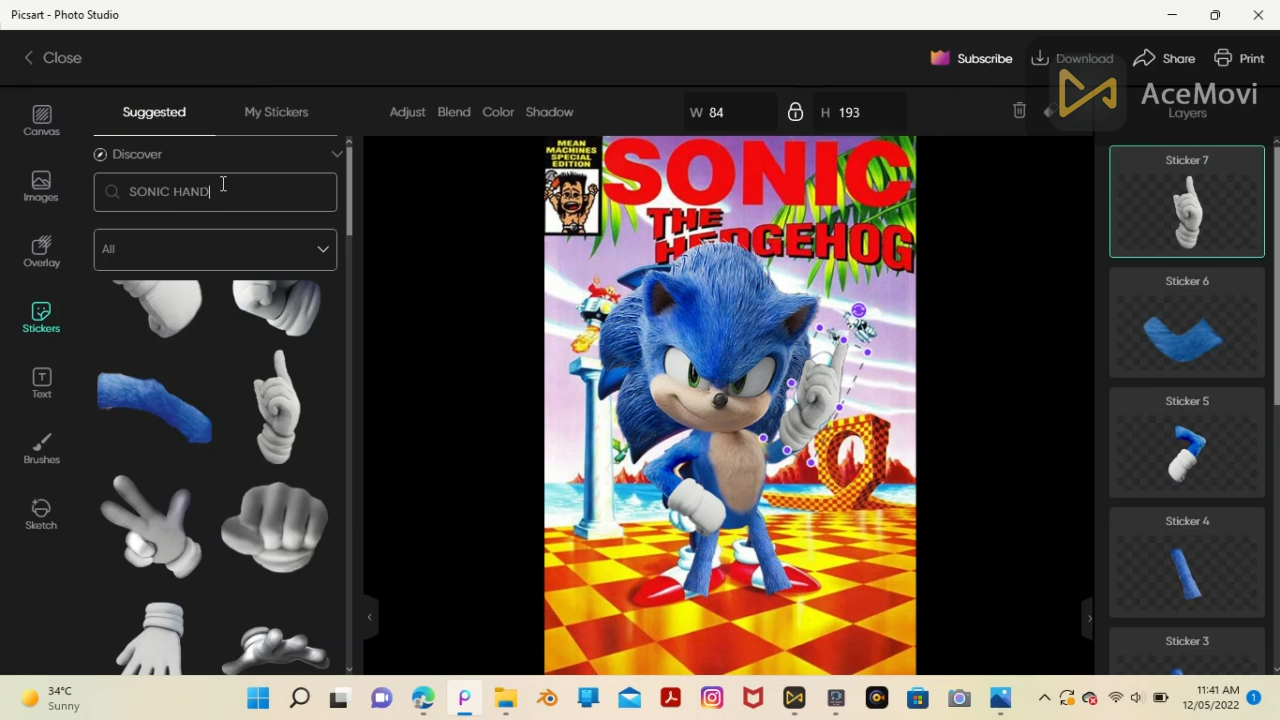 Picsart - Photo Studio
Close
Subscribe
Download
Share
Print
AceMovi
Canvas
Images
Overlay
Stickers
Text
Brushes
Sketch
Suggested
My Stickers
Discover
SONIC HAND
All
Adjust
Blend
Color
Shadow
W 84
H 193
Layers
MEAN
MACHINES
SPECIAL
EDITION
SONIC
THE
HEDGEHOG
Sticker 7
Sticker 6
Sticker 5
Sticker 4
Sticker 3
34°C
Sunny
11:41 AM
12/05/2022
1